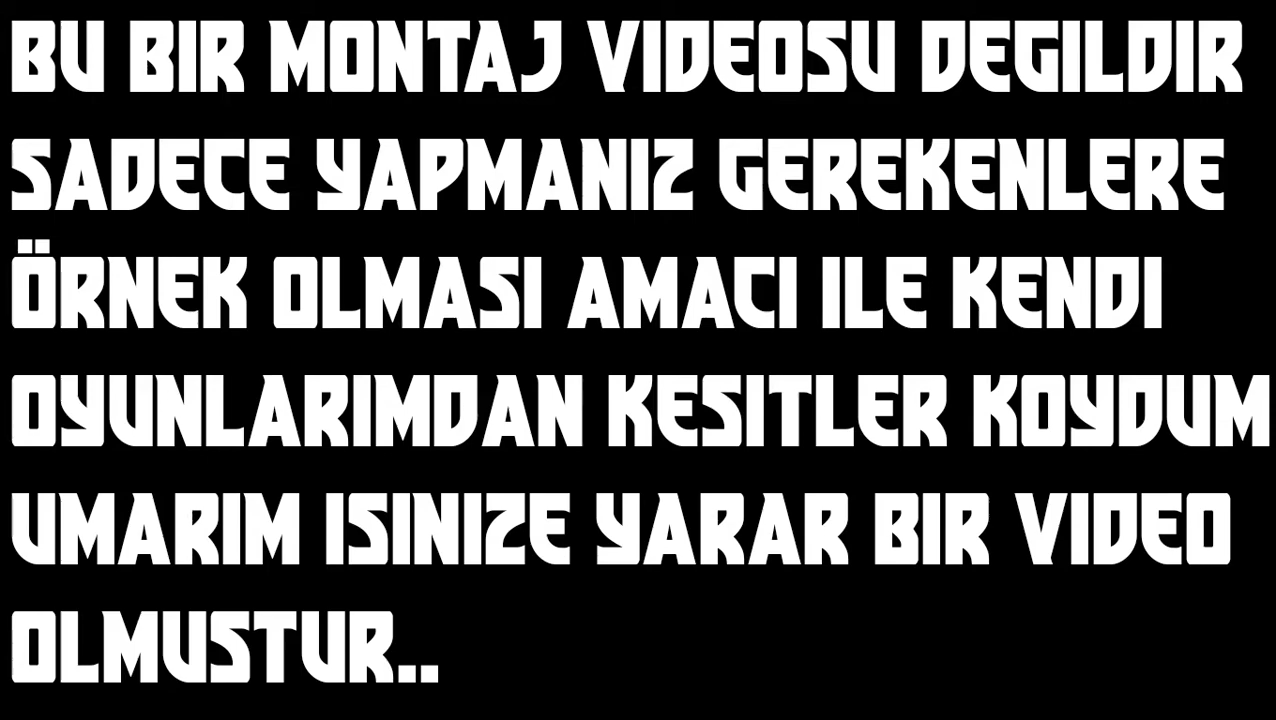 BU BIR MONTAJ VIDEOSU DEGILDIR
SADECE YAPMANIZ GEREKENLERE
ÖRNEK OLMASI AMACI ILE KENDI
OYUNLARIMDAN KESITLER KOYDUM
UMARIM ISINIZE YARAR BIR VIDEO
OLMUSTUR..